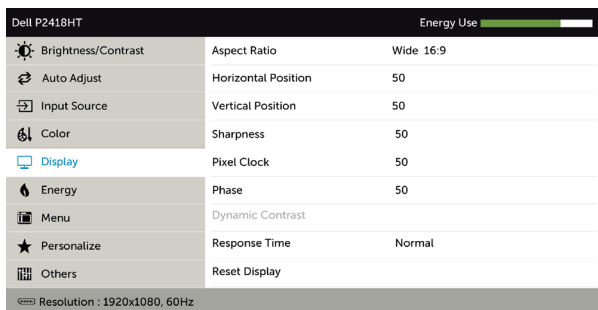 Dell P2418HT Energy Use
Brightness/Contrast
Auto Adjust
Input Source
Color
Display
Energy
Menu
Personalize
Others
Aspect Ratio Wide 16:9
Horizontal Position 50
Vertical Position 50
Sharpness 50
Pixel Clock 50
Phase 50
Dynamic Contrast
Response Time Normal
Reset Display
Resolution : 1920x1080, 60Hz